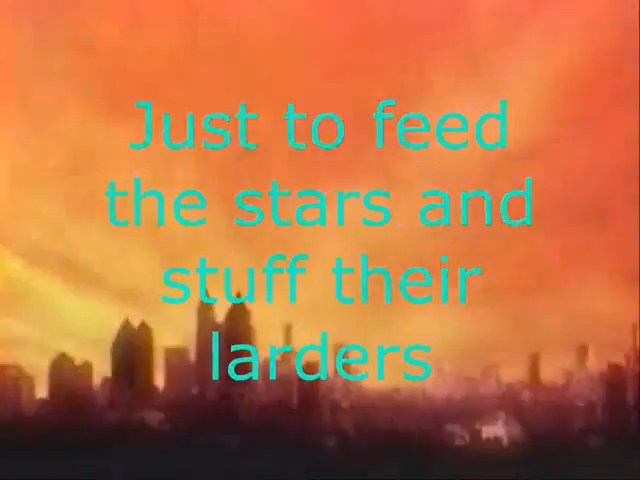 Just to feed
the stars and
stuff their
larders